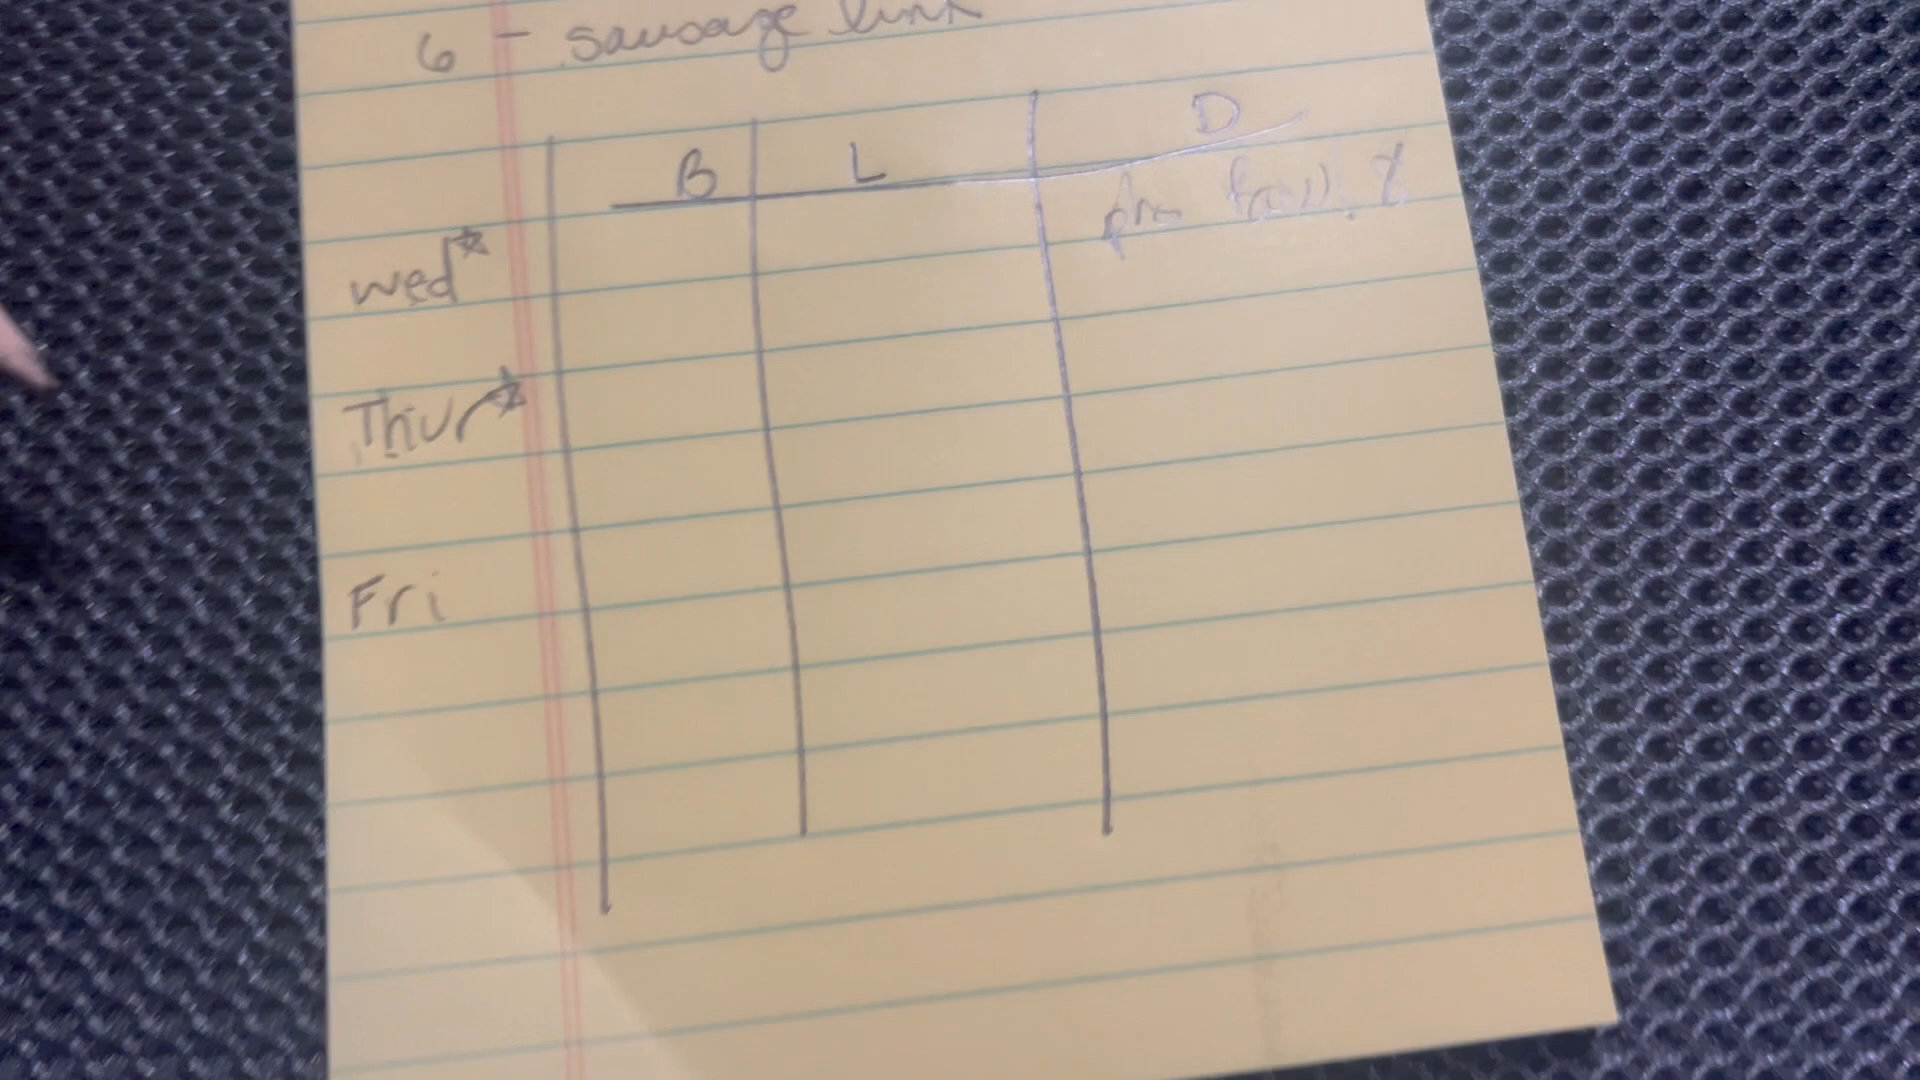 6 - sausage link
B L D
wed☆
Thur☆
Fri